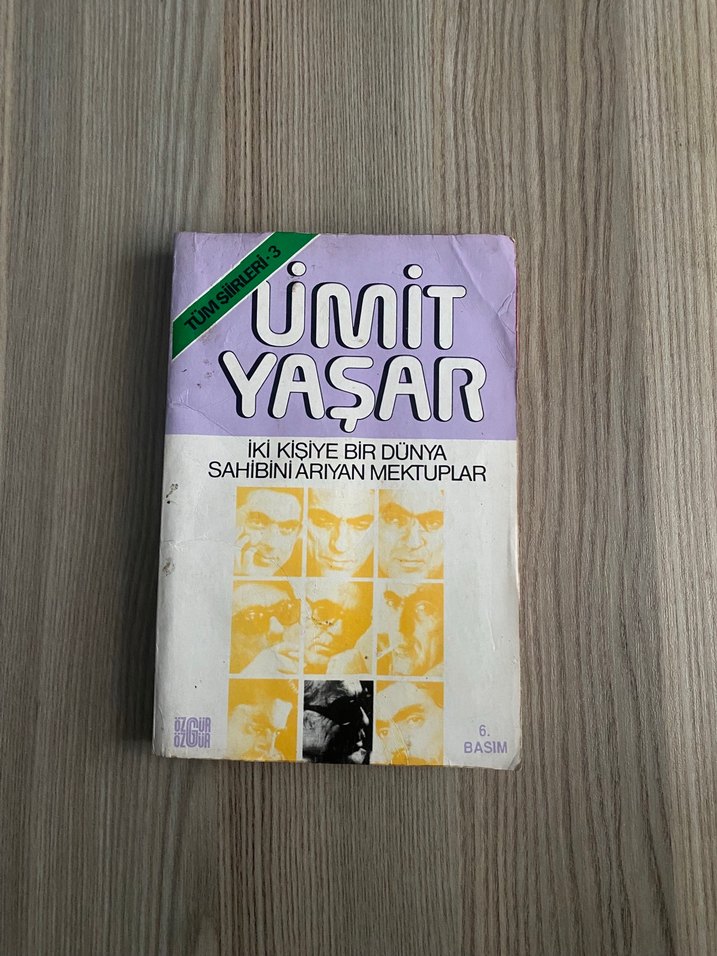 TÜM ŞİİRLERİ-3
ÜMİT
YAŞAR
İKİ KİŞİYE BİR DÜNYA
SAHİBİNİ ARIYAN MEKTUPLAR
ÖZGÜR
ÖZGÜR
6.
BASIM